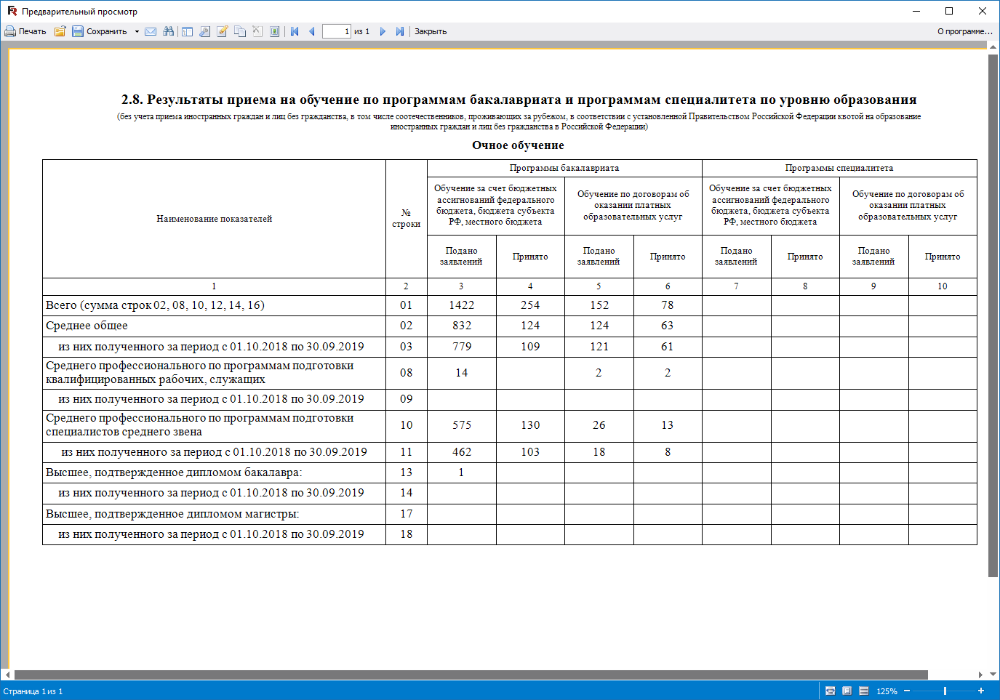 Предварительный просмотр
Печать Сохранить 1 из 1 Закрыть О программе...
2.8. Результаты приема на обучение по программам бакалавриата и программам специалитета по уровню образования
(без учета приема иностранных граждан и лиц без гражданства, в том числе соотечественников, проживающих за рубежом, в соответствии с установленной Правительством Российской Федерации квотой на образование
иностранных граждан и лиц без гражданства в Российской Федерации)
Очное обучение
Наименование показателей
№
строки
Программы бакалавриата
Программы специалитета
Обучение за счет бюджетных
ассигнований федерального
бюджета, бюджета субъекта
РФ, местного бюджета
Обучение по договорам об
оказании платных
образовательных услуг
Обучение за счет бюджетных
ассигнований федерального
бюджета, бюджета субъекта
РФ, местного бюджета
Обучение по договорам об
оказании платных
образовательных услуг
Подано
заявлений
Принято
Подано
заявлений
Принято
Подано
заявлений
Принято
Подано
заявлений
Принято
1 2 3 4 5 6 7 8 9 10
Всего (сумма строк 02, 08, 10, 12, 14, 16) 01 1422 254 152 78
Среднее общее 02 832 124 124 63
из них полученного за период с 01.10.2018 по 30.09.2019 03 779 109 121 61
Среднего профессионального по программам подготовки
квалифицированных рабочих, служащих 08 14 2 2
из них полученного за период с 01.10.2018 по 30.09.2019 09
Среднего профессионального по программам подготовки
специалистов среднего звена 10 575 130 26 13
из них полученного за период с 01.10.2018 по 30.09.2019 11 462 103 18 8
Высшее, подтвержденное дипломом бакалавра: 13 1
из них полученного за период с 01.10.2018 по 30.09.2019 14
Высшее, подтвержденное дипломом магистры: 17
из них полученного за период с 01.10.2018 по 30.09.2019 18
Страница 1 из 1 125%